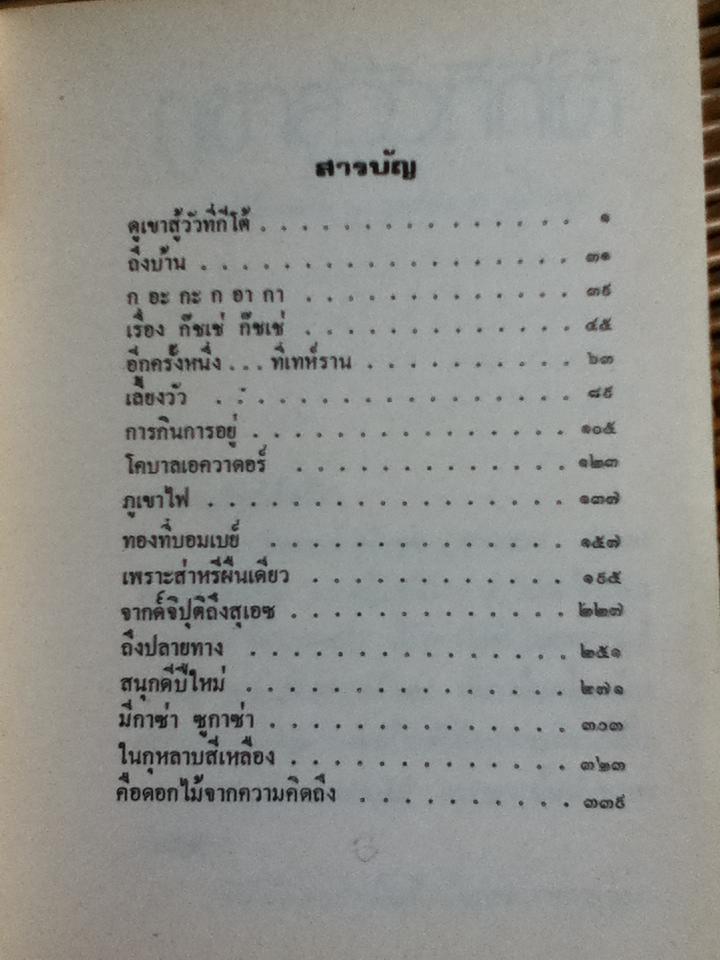 สารบัญ
ดูเขาสู้วัวที่กีโต้ . . . . . . . . . . . . . . . . ๑
ถึงบ้าน . . . . . . . . . . . . . . . . . . ๓๑
ก อะ กะ ก อา กา . . . . . . . . . . . . . ๓๙
เรื่อง ก๊ซเซ่ ก๊ซเซ่ . . . . . . . . . . . . . ๔๕
อีกครั้งหนึ่ง . . . ที่เทห์ราน . . . . . . . . . . ๖๓
เลี้ยงวัว . . . . . . . . . . . . . . . . . ๘๙
การกินการอยู่ . . . . . . . . . . . . . . . ๑๐๕
โคบาลเอควาดอร์ . . . . . . . . . . . . . ๑๒๓
ภูเขาไฟ . . . . . . . . . . . . . . . . . ๑๓๗
ทองที่บอมเบย์ . . . . . . . . . . . . . . ๑๕๗
เพราะส่าหรีผืนเดียว . . . . . . . . . . . . ๑๙๕
จากด์จิปุติถึงสุเอซ . . . . . . . . . . . . . ๒๒๗
ถึงปลายทาง . . . . . . . . . . . . . . . ๒๕๑
สนุกดีปีใหม่ . . . . . . . . . . . . . . . ๒๗๑
มีกาซ่า ซูกาซ่า . . . . . . . . . . . . . . ๓๐๓
ในกุหลาบสีเหลือง . . . . . . . . . . . . . ๓๒๓
คือดอกไม้จากความคิดถึง . . . . . . . . . . ๓๓๙